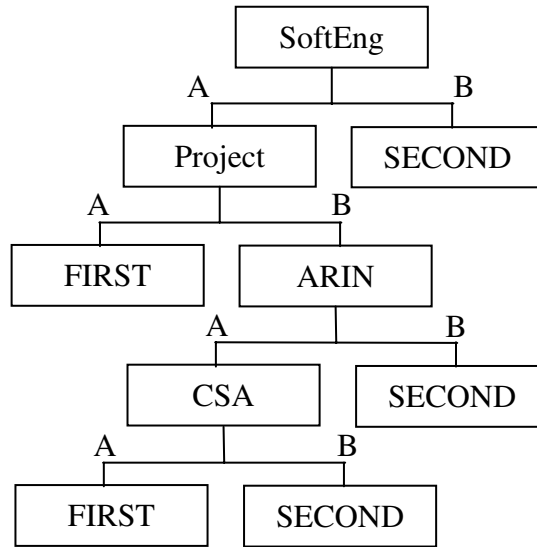 SoftEng
A B
Project SECOND
A B
FIRST ARIN
A B
CSA SECOND
A B
FIRST SECOND